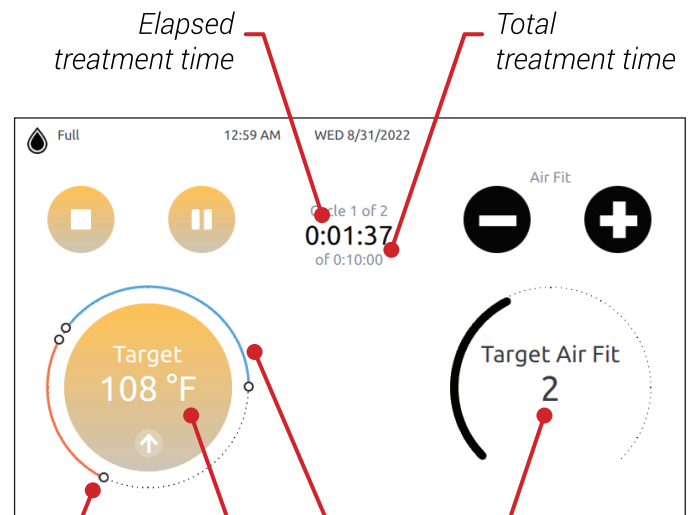 Elapsed
treatment time
Total
treatment time
Full
12:59 AM
WED 8/31/2022
Air Fit
Cycle 1 of 2
0:01:37
of 0:10:00
Target
108 °F
Target Air Fit
2